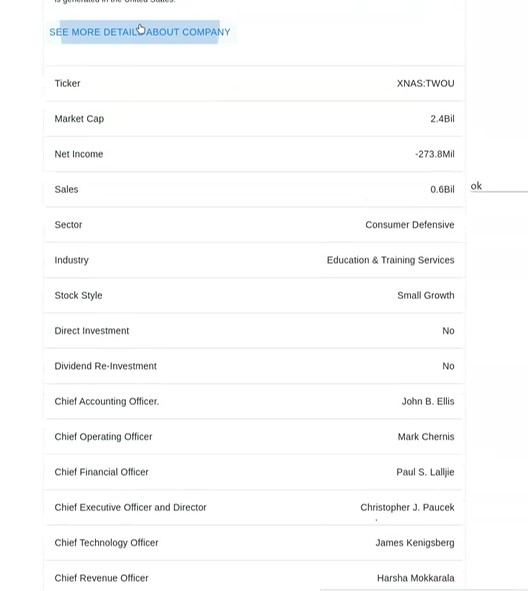 is generated in the United States.
SEE MORE DETAILS ABOUT COMPANY
Ticker XNAS:TWOU
Market Cap 2.4Bil
Net Income -273.8Mil
Sales 0.6Bil
ok
Sector Consumer Defensive
Industry Education & Training Services
Stock Style Small Growth
Direct Investment No
Dividend Re-Investment No
Chief Accounting Officer. John B. Ellis
Chief Operating Officer Mark Chernis
Chief Financial Officer Paul S. Lalljie
Chief Executive Officer and Director Christopher J. Paucek
Chief Technology Officer James Kenigsberg
Chief Revenue Officer Harsha Mokkarala